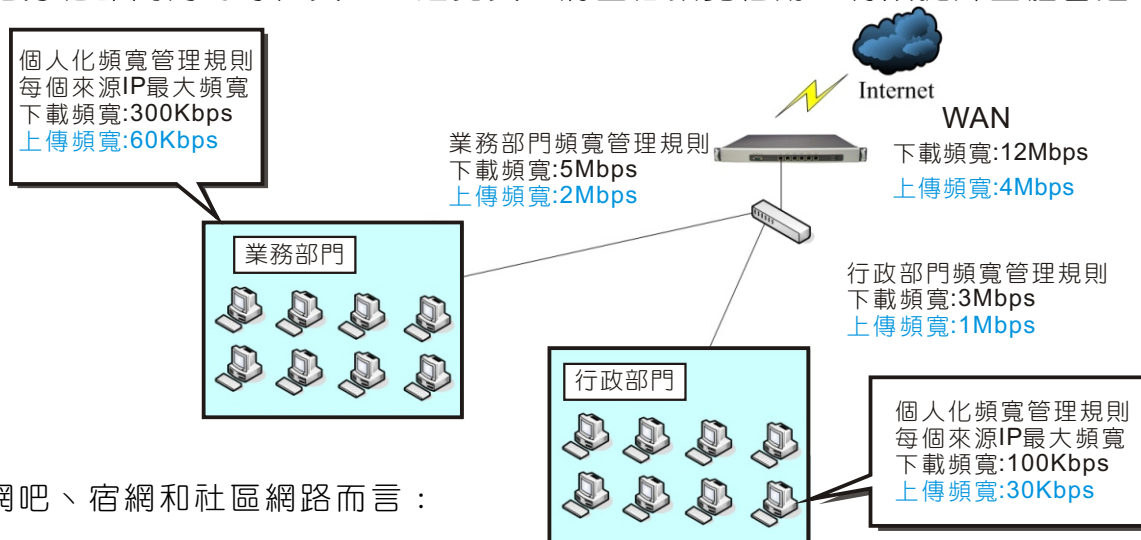 個人化頻寬管理規則
每個來源IP最大頻寬
下載頻寬:300Kbps
上傳頻寬:60Kbps
Internet
WAN
下載頻寬:12Mbps
上傳頻寬:4Mbps
業務部門頻寬管理規則
下載頻寬:5Mbps
上傳頻寬:2Mbps
業務部門
行政部門頻寬管理規則
下載頻寬:3Mbps
上傳頻寬:1Mbps
行政部門
個人化頻寬管理規則
每個來源IP最大頻寬
下載頻寬:100Kbps
上傳頻寬:30Kbps
網吧、宿網和社區網路而言：